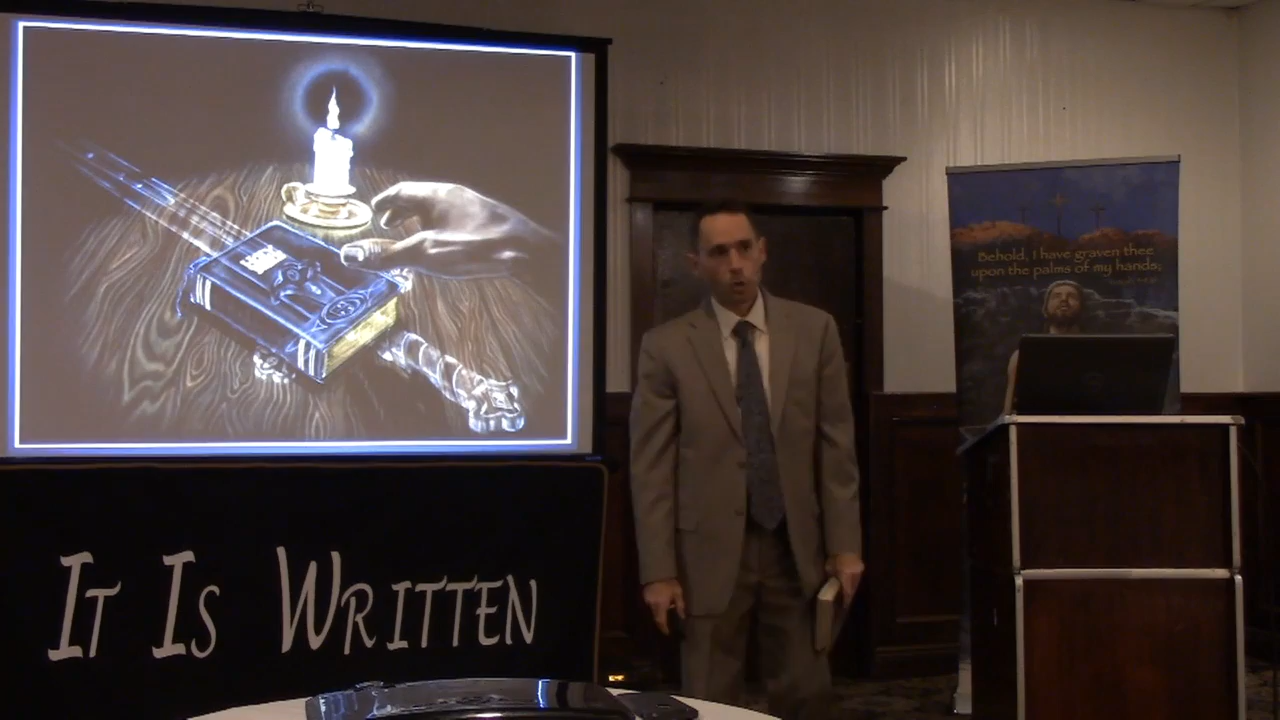 Behold, I have graven thee
upon the palms of my hands;
IT IS WRITTEN